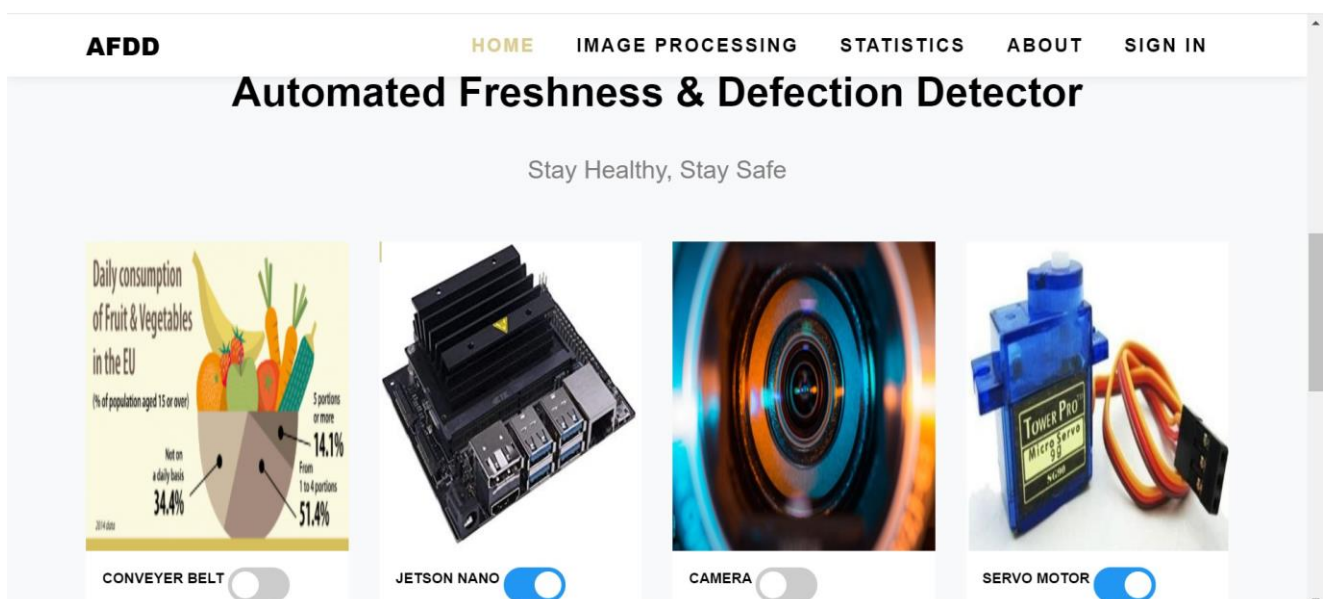 AFDD
HOME IMAGE PROCESSING STATISTICS ABOUT SIGN IN
Automated Freshness & Defection Detector
Stay Healthy, Stay Safe
Daily consumption
of Fruit & Vegetables
in the EU
(% of population aged 15 or over)
5 portions
or more
14.1%
Not on
a daily basis
34.4%
From
1 to 4 portions
51.4%
2014 data
TOWER PRO™
Micro Servo
9g
SG90
CONVEYER BELT
JETSON NANO
CAMERA
SERVO MOTOR